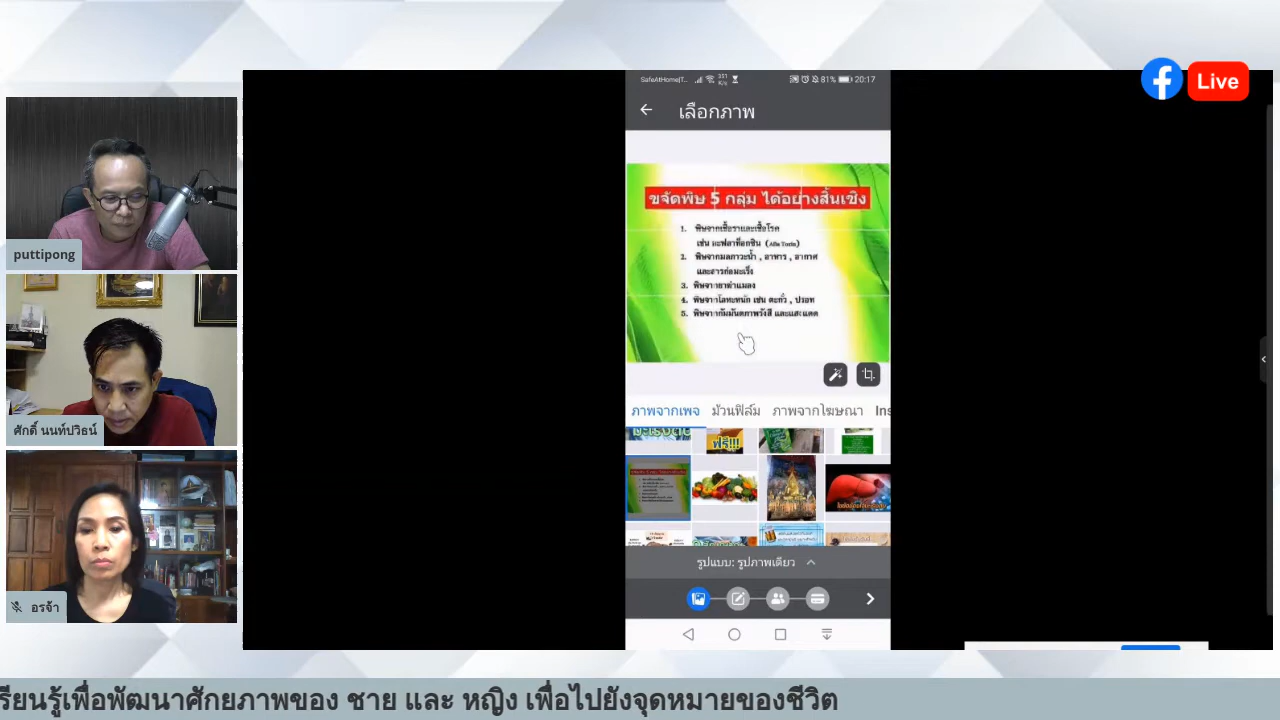 Live
SafeAtHome|T..
351 K/s
81%
20:17
เลือกภาพ
ขจัดพิษ 5 กลุ่ม ได้อย่างสิ้นเชิง
1. พิษจากเชื้อราและเชื้อโรค
เช่น อะฟลาท็อกซิน (Afla Toxin)
2. พิษจากมลภาวะน้ำ , อาหาร , อากาศ
และสารก่อมะเร็ง
3. พิษจากยาฆ่าแมลง
4. พิษจากโลหะหนัก เช่น ตะกั่ว , ปรอท
5. พิษจากกัมมันตภาพรังสี และแสงแดด
ภาพจากเพจ ม้วนฟิล์ม ภาพจากโฆษณา Ins
ฟรี!!!
รูปแบบ: รูปภาพเดียว
puttipong
ศักดิ์ นนท์ปวิธน์
อรจ้า
รียนรู้เพื่อพัฒนาศักยภาพของ ชาย และ หญิง เพื่อไปยังจุดหมายของชีวิต